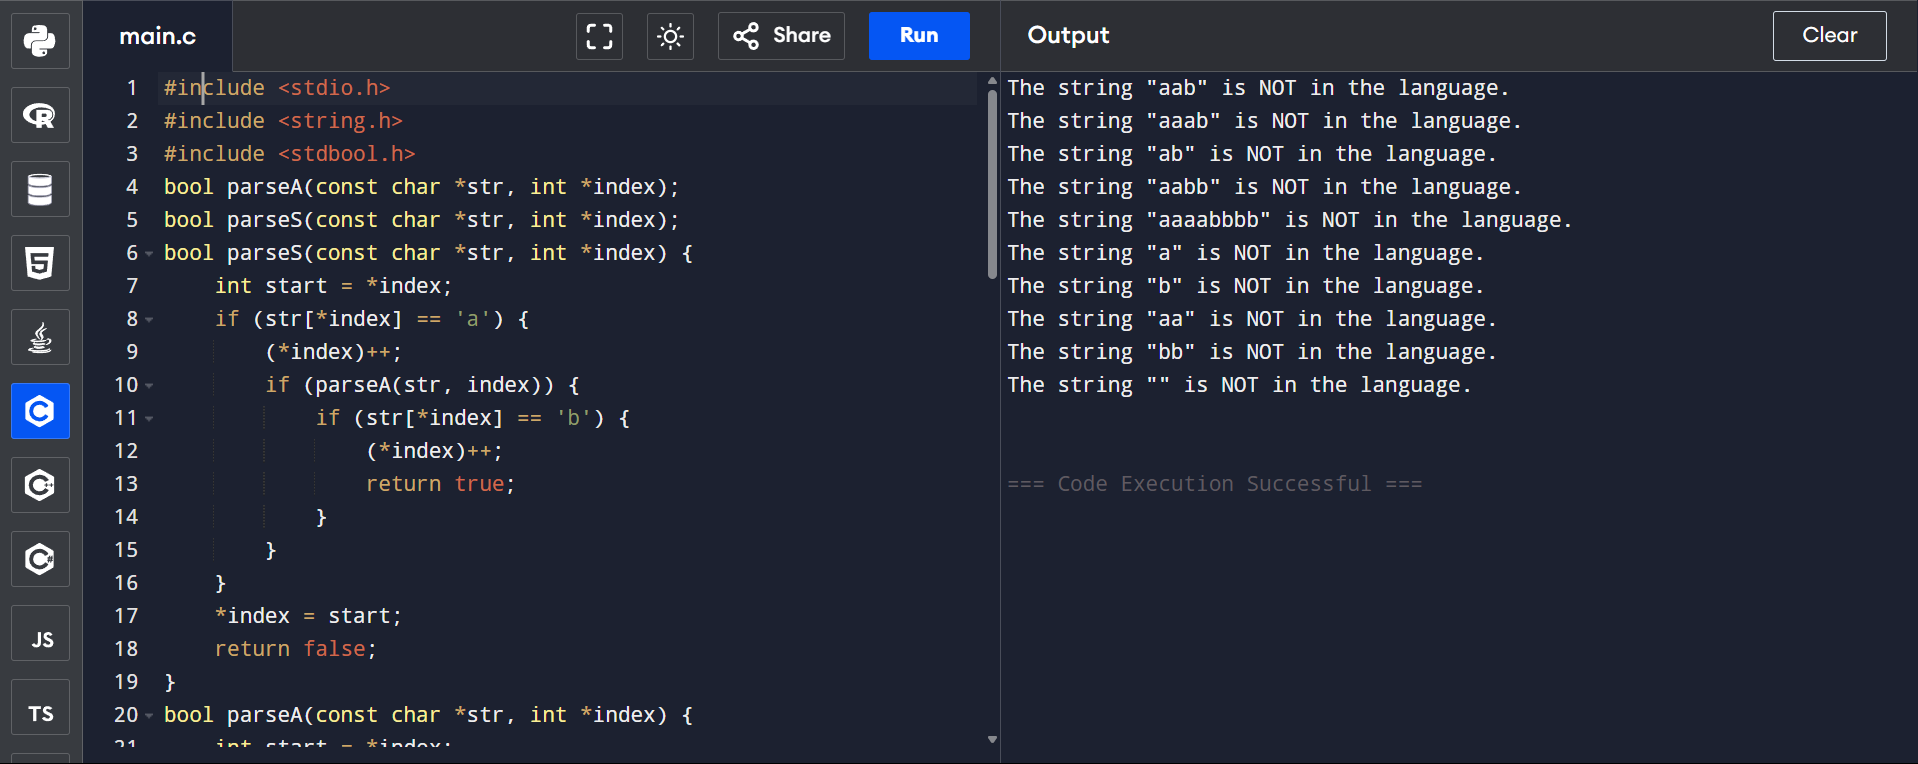 main.c
Share
Run
Output
Clear
1 #include <stdio.h>
2 #include <string.h>
3 #include <stdbool.h>
4 bool parseA(const char *str, int *index);
5 bool parseS(const char *str, int *index);
6 bool parseS(const char *str, int *index) {
7     int start = *index;
8     if (str[*index] == 'a') {
9         (*index)++;
10         if (parseA(str, index)) {
11             if (str[*index] == 'b') {
12                 (*index)++;
13                 return true;
14             }
15         }
16     }
17     *index = start;
18     return false;
19 }
20 bool parseA(const char *str, int *index) {
21     int start = *index;
The string "aab" is NOT in the language.
The string "aaab" is NOT in the language.
The string "ab" is NOT in the language.
The string "aabb" is NOT in the language.
The string "aaaabbbb" is NOT in the language.
The string "a" is NOT in the language.
The string "b" is NOT in the language.
The string "aa" is NOT in the language.
The string "bb" is NOT in the language.
The string "" is NOT in the language.
=== Code Execution Successful ===
R
5
C
C++
C#
JS
TS